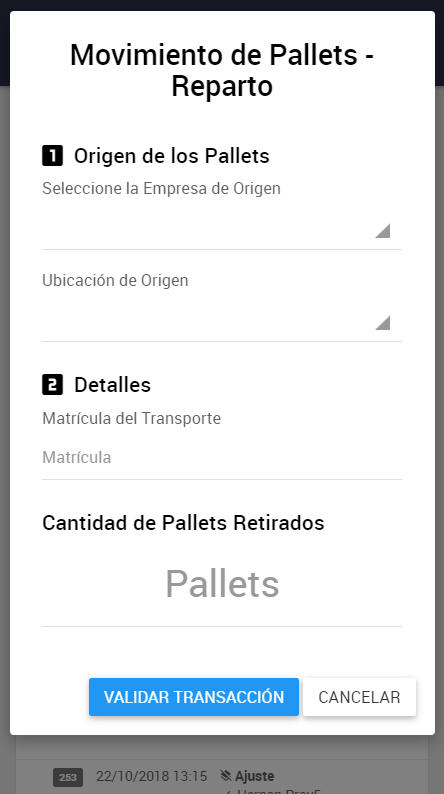 Movimiento de Pallets -
Reparto
1 Origen de los Pallets
Seleccione la Empresa de Origen
Ubicación de Origen
2 Detalles
Matrícula del Transporte
Matrícula
Cantidad de Pallets Retirados
Pallets
VALIDAR TRANSACCIÓN CANCELAR
253 22/10/2018 13:15 Ajuste
Hernan Prov5